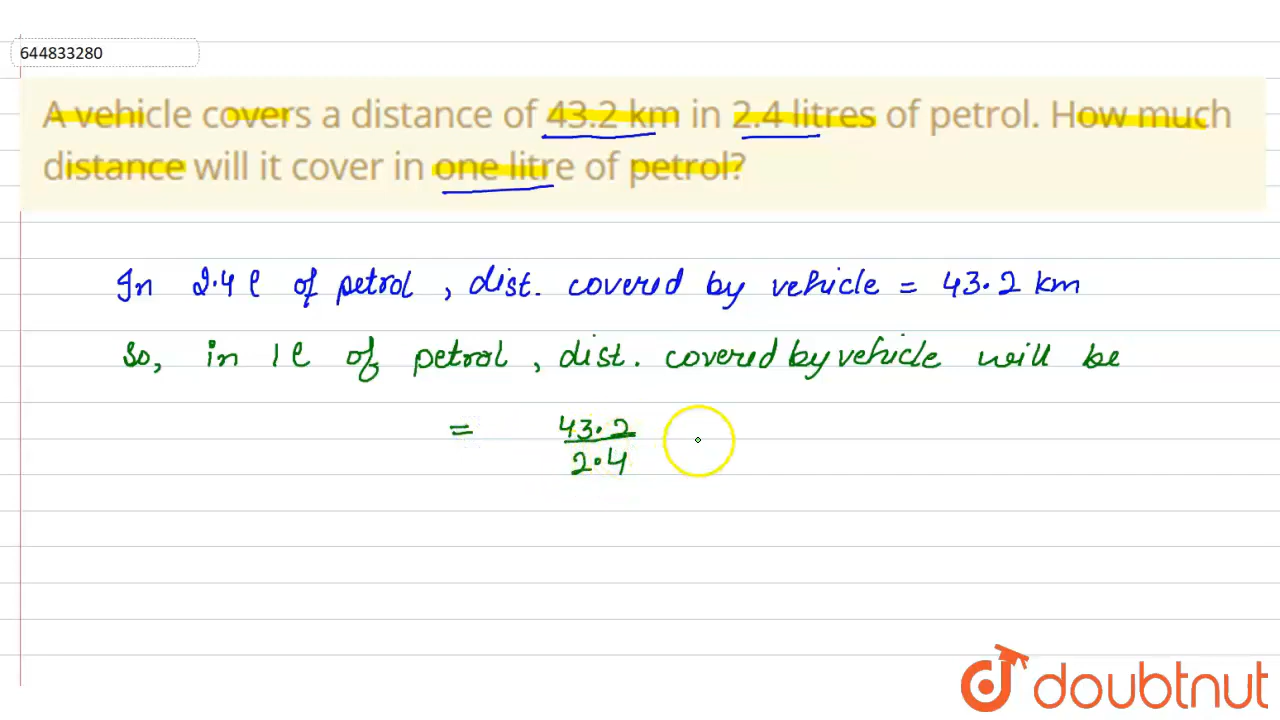 644833280
A vehicle covers a distance of 43.2 km in 2.4 litres of petrol. How much
distance will it cover in one litre of petrol?
In 2.4 l of petrol, dist. covered by vehicle = 43.2 km
So, in 1 l of petrol, dist. covered by vehicle will be
= 43.2
2.4
doubtnut